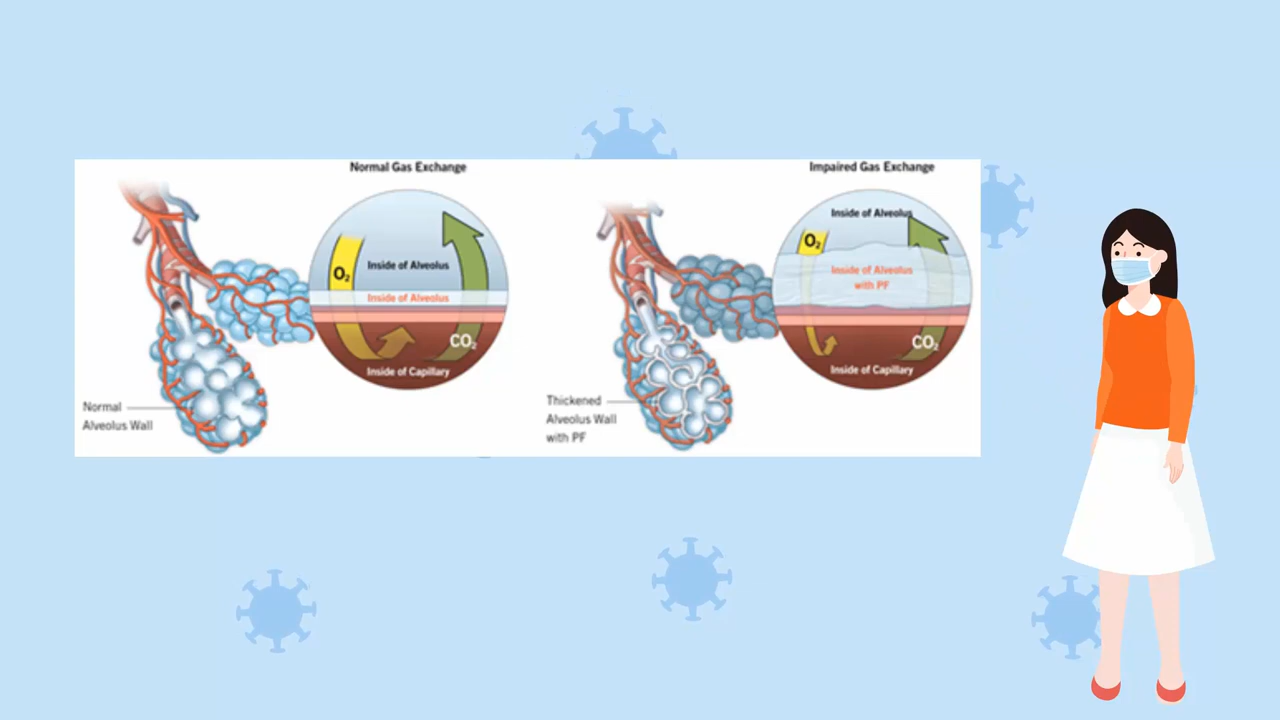 Normal Gas Exchange
O₂
Inside of Alveolus
Inside of Alveolus
CO₂
Inside of Capillary
Normal
Alveolus Wall
Impaired Gas Exchange
Inside of Alveolus
O₂
Inside of Alveolus
with PF
CO₂
Inside of Capillary
Thickened
Alveolus Wall
with PF